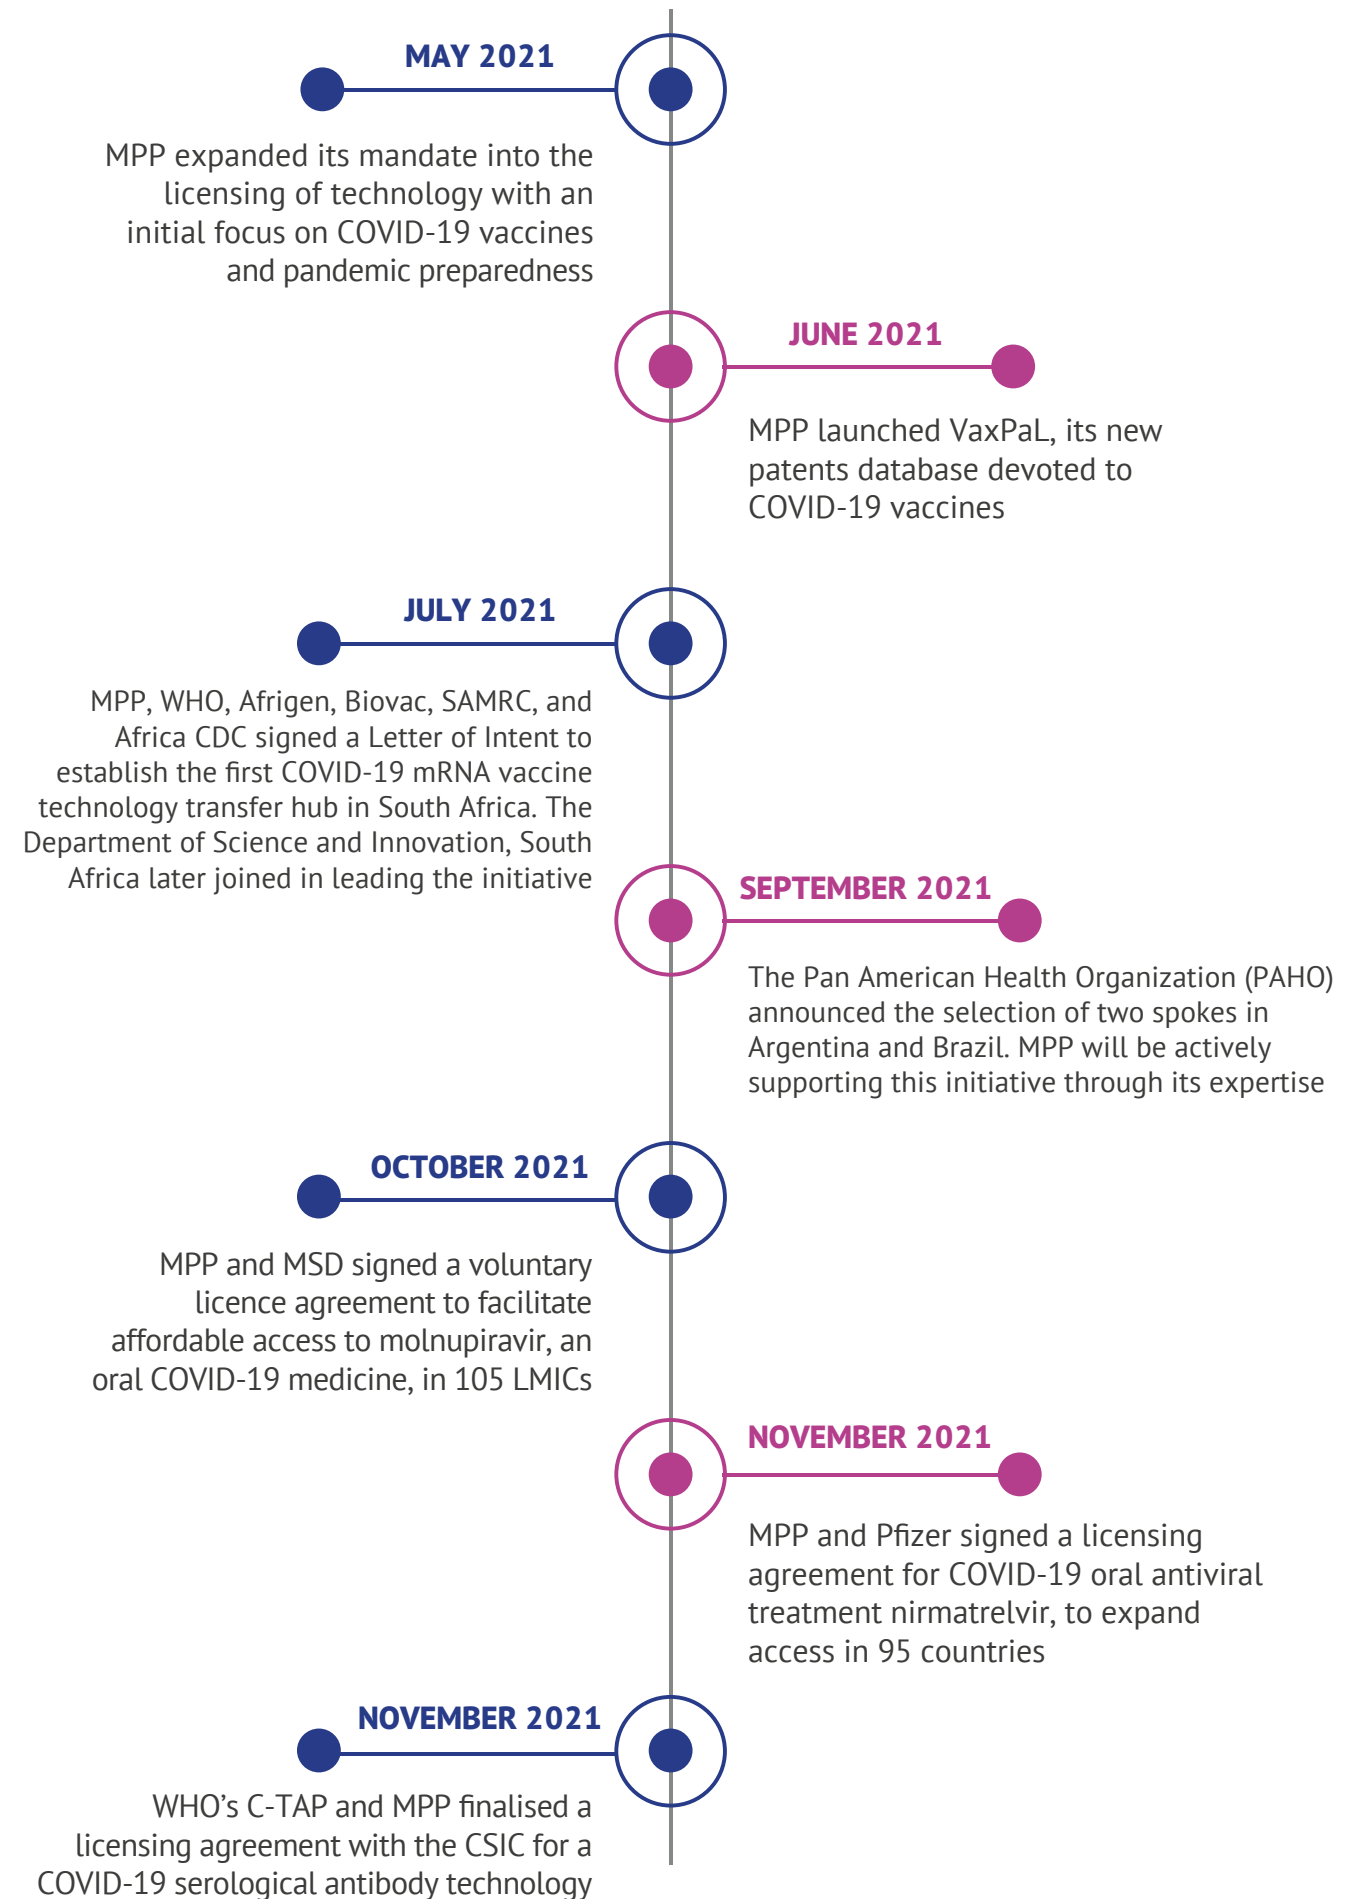 MAY 2021
MPP expanded its mandate into the
licensing of technology with an
initial focus on COVID-19 vaccines
and pandemic preparedness
JUNE 2021
MPP launched VaxPaL, its new
patents database devoted to
COVID-19 vaccines
JULY 2021
MPP, WHO, Afrigen, Biovac, SAMRC, and
Africa CDC signed a Letter of Intent to
establish the first COVID-19 mRNA vaccine
technology transfer hub in South Africa. The
Department of Science and Innovation, South
Africa later joined in leading the initiative
SEPTEMBER 2021
The Pan American Health Organization (PAHO)
announced the selection of two spokes in
Argentina and Brazil. MPP will be actively
supporting this initiative through its expertise
OCTOBER 2021
MPP and MSD signed a voluntary
licence agreement to facilitate
affordable access to molnupiravir, an
oral COVID-19 medicine, in 105 LMICs
NOVEMBER 2021
MPP and Pfizer signed a licensing
agreement for COVID-19 oral antiviral
treatment nirmatrelvir, to expand
access in 95 countries
NOVEMBER 2021
WHO’s C-TAP and MPP finalised a
licensing agreement with the CSIC for a
COVID-19 serological antibody technology